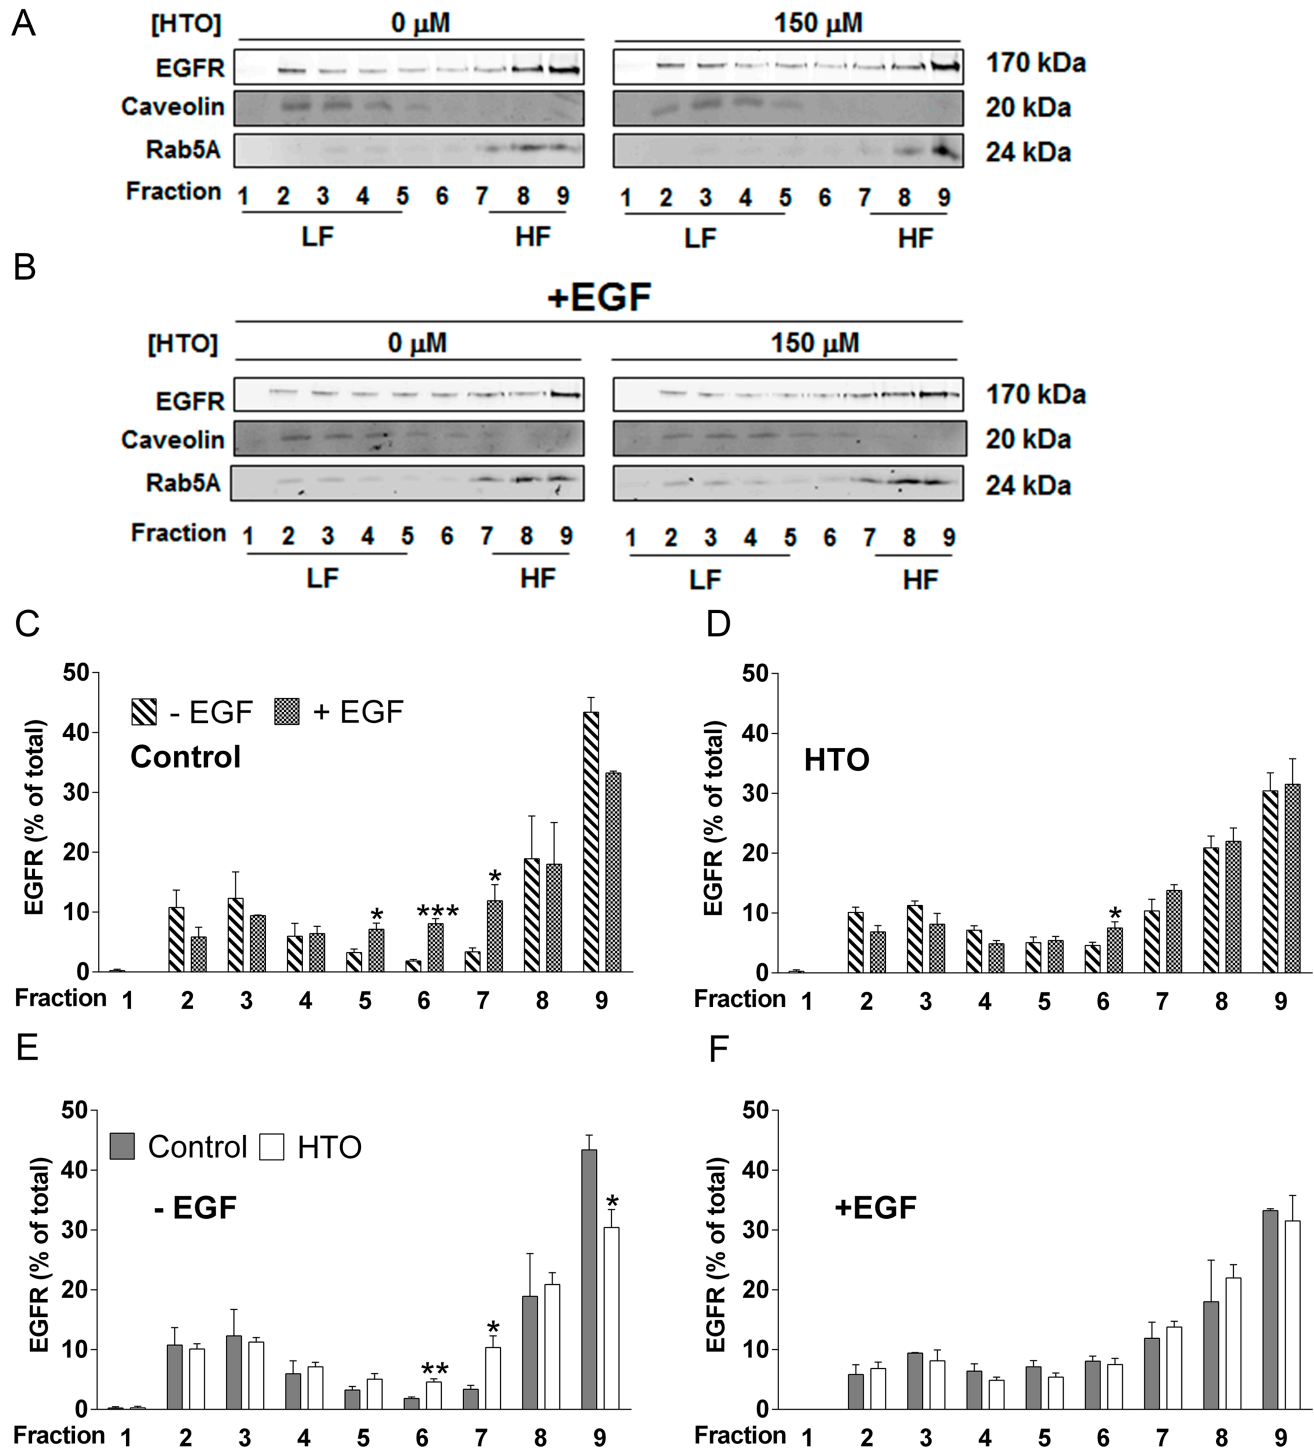 A
[HTO] 0 µM 150 µM
EGFR 170 kDa
Caveolin 20 kDa
Rab5A 24 kDa
Fraction 1 2 3 4 5 6 7 8 9 1 2 3 4 5 6 7 8 9
LF HF LF HF
B
+EGF
[HTO] 0 µM 150 µM
EGFR 170 kDa
Caveolin 20 kDa
Rab5A 24 kDa
Fraction 1 2 3 4 5 6 7 8 9 1 2 3 4 5 6 7 8 9
LF HF LF HF
C
EGFR (% of total)
50
40
30
20
10
0
- EGF + EGF
Control
* *** *
Fraction 1 2 3 4 5 6 7 8 9
D
EGFR (% of total)
50
40
30
20
10
0
HTO
*
Fraction 1 2 3 4 5 6 7 8 9
E
EGFR (% of total)
50
40
30
20
10
0
Control HTO
- EGF
** * *
Fraction 1 2 3 4 5 6 7 8 9
F
EGFR (% of total)
50
40
30
20
10
0
+EGF
Fraction 1 2 3 4 5 6 7 8 9